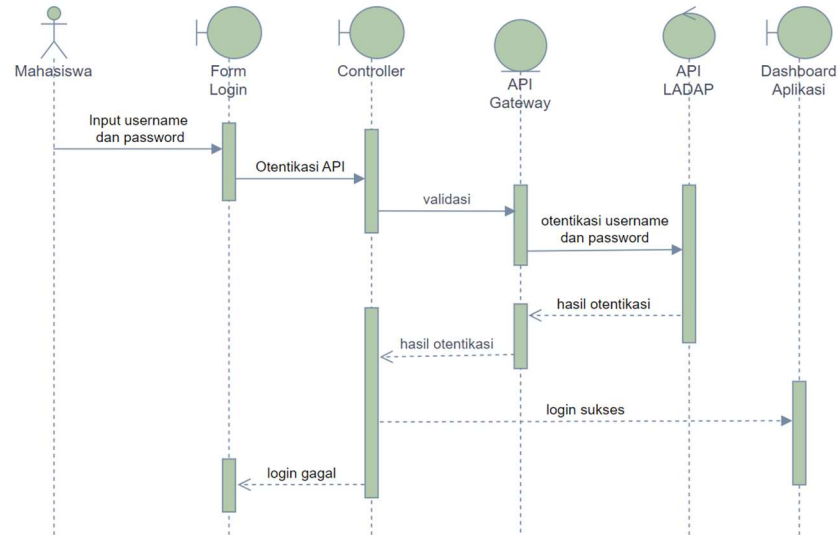 Mahasiswa
Form
Login
Controller
API
Gateway
API
LADAP
Dashboard
Aplikasi
Input username
dan password
Otentikasi API
validasi
otentikasi username
dan password
hasil otentikasi
hasil otentikasi
login sukses
login gagal